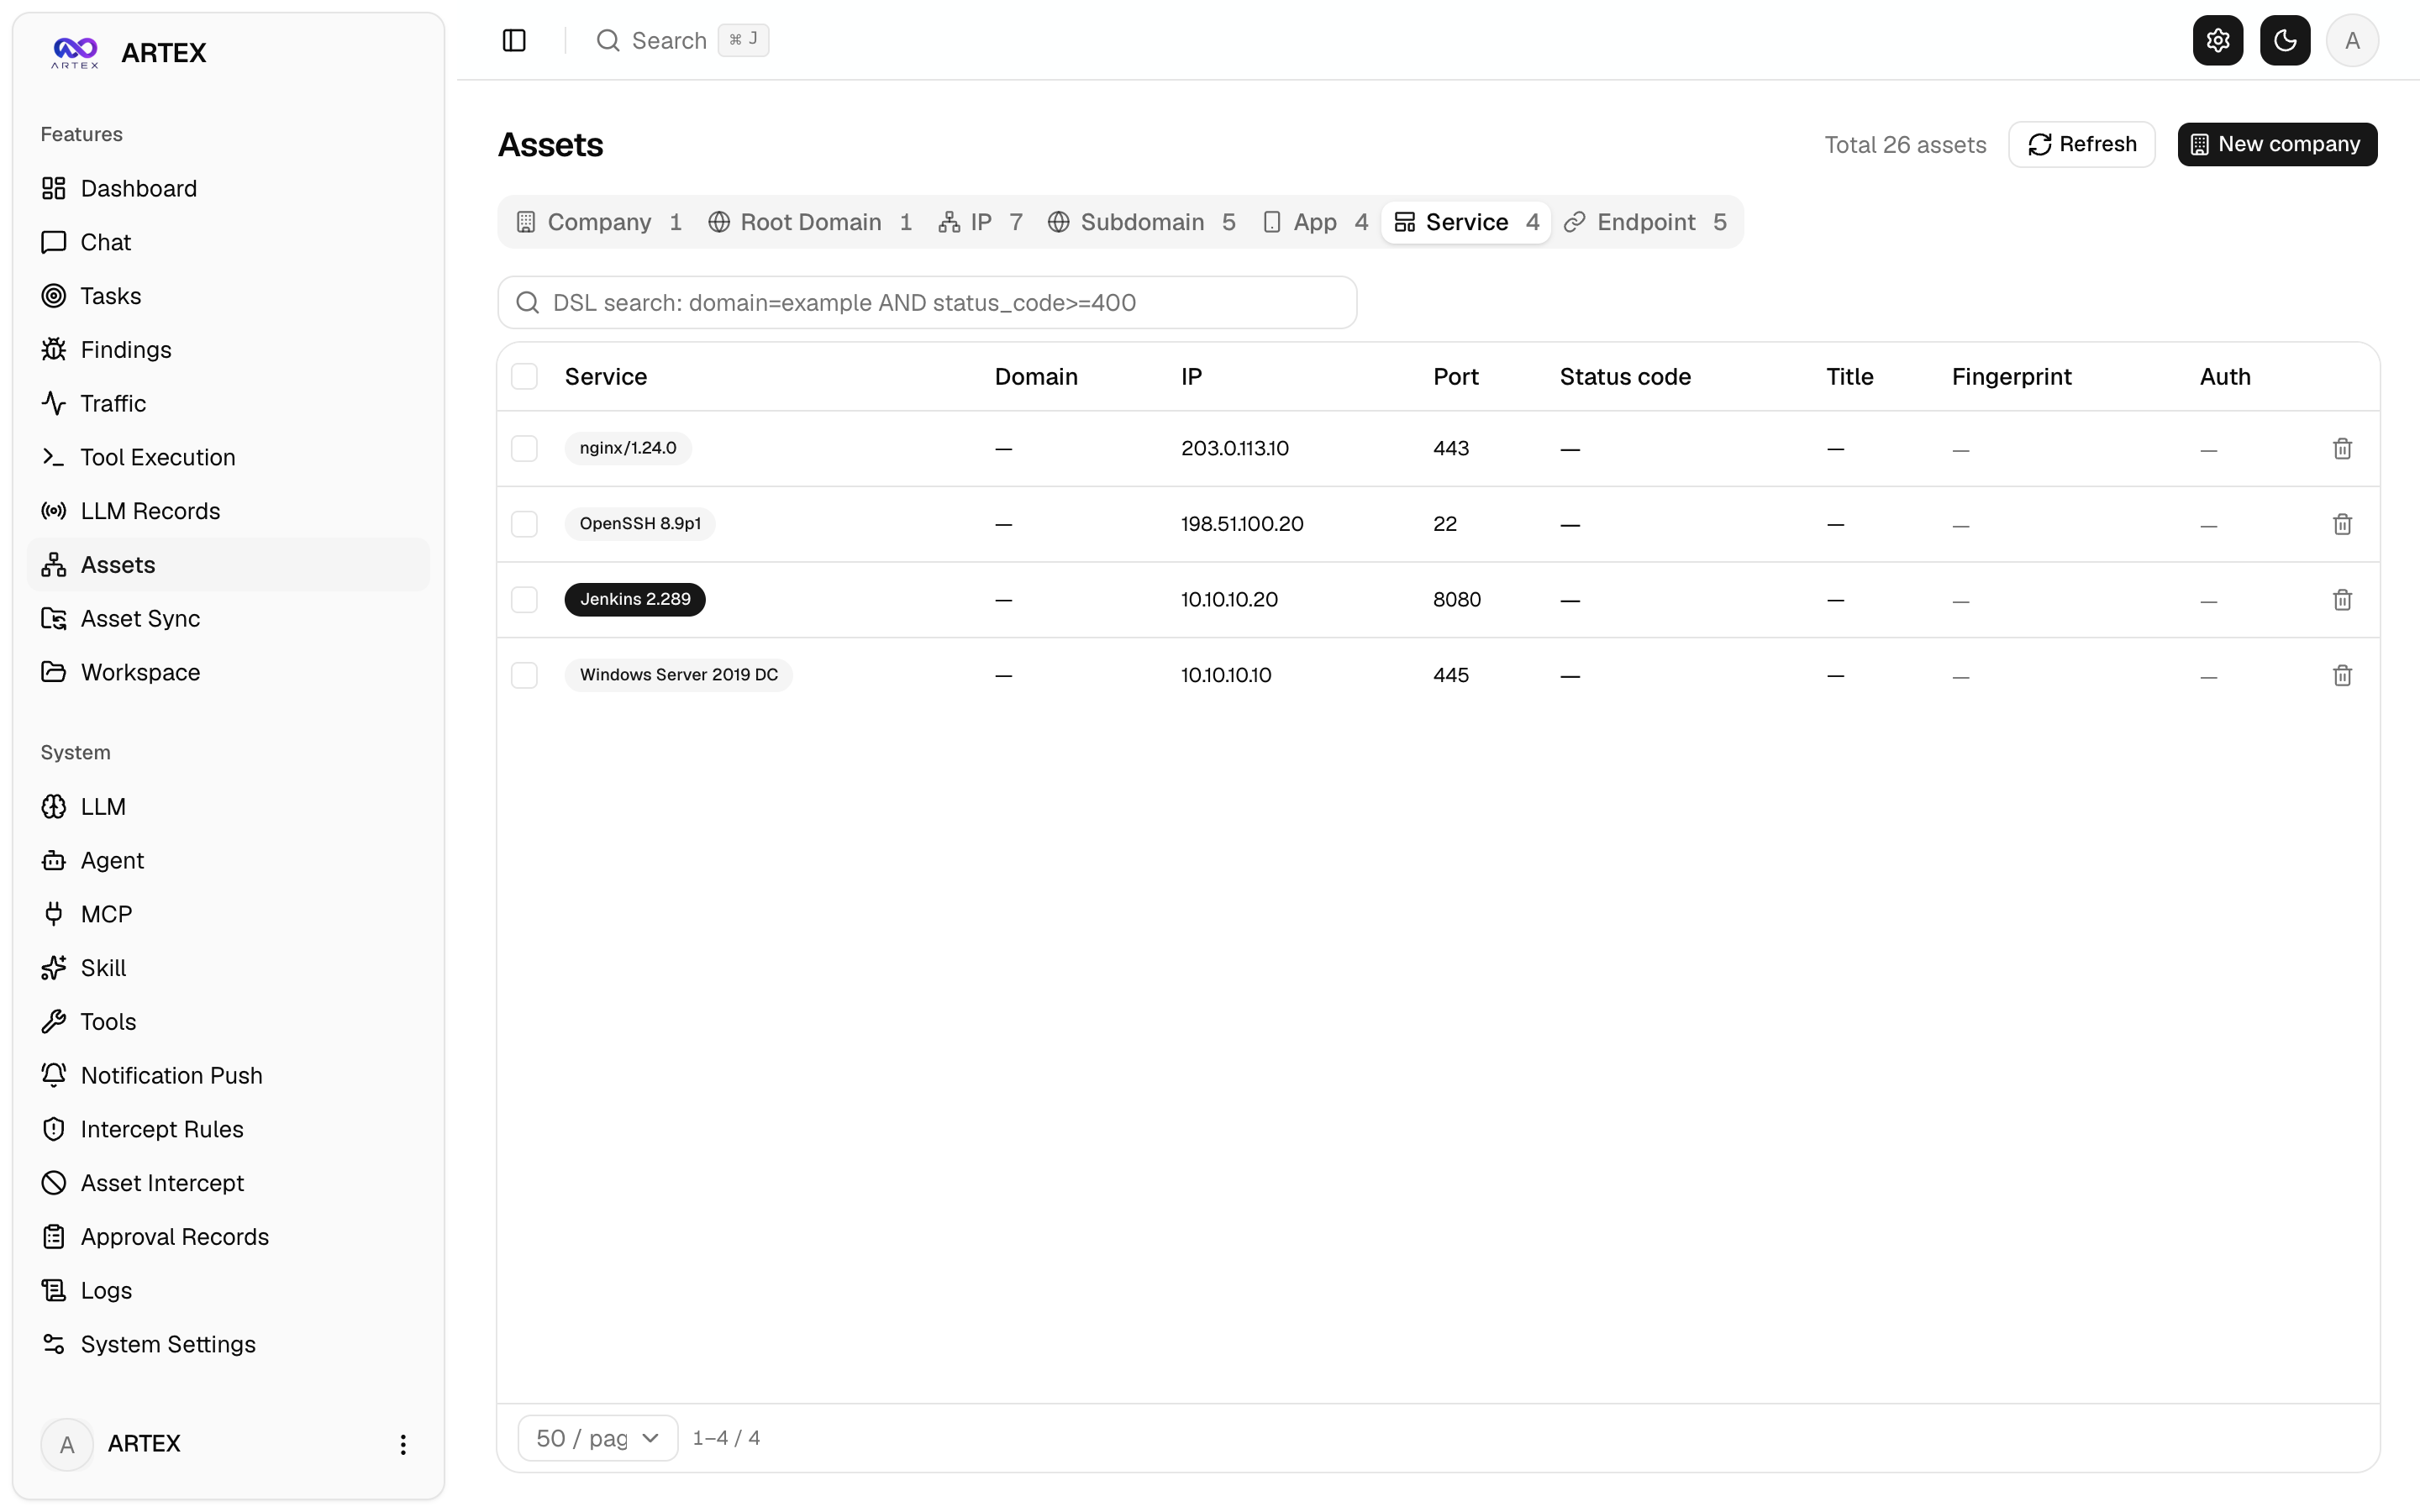 ARTEX
ARTEX
Features
Dashboard
Chat
Tasks
Findings
Traffic
Tool Execution
LLM Records
Assets
Asset Sync
Workspace
System
LLM
Agent
MCP
Skill
Tools
Notification Push
Intercept Rules
Asset Intercept
Approval Records
Logs
System Settings
A ARTEX
Search ⌘ J
A
Assets
Total 26 assets Refresh New company
Company 1 Root Domain 1 IP 7 Subdomain 5 App 4 Service 4 Endpoint 5
DSL search: domain=example AND status_code>=400
Service Domain IP Port Status code Title Fingerprint Auth
nginx/1.24.0 — 203.0.113.10 443 — — — —
OpenSSH 8.9p1 — 198.51.100.20 22 — — — —
Jenkins 2.289 — 10.10.10.20 8080 — — — —
Windows Server 2019 DC — 10.10.10.10 445 — — — —
50 / pag 1–4 / 4